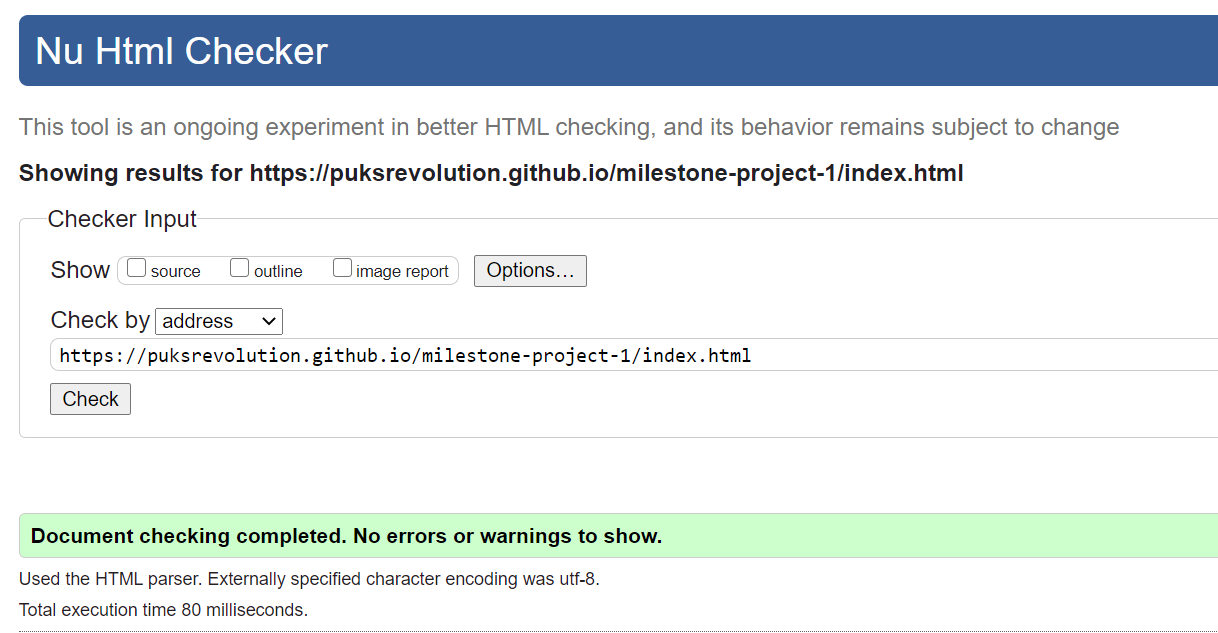 Nu Html Checker
This tool is an ongoing experiment in better HTML checking, and its behavior remains subject to change
Showing results for https://puksrevolution.github.io/milestone-project-1/index.html
Checker Input
Show source outline image report Options…
Check by address
https://puksrevolution.github.io/milestone-project-1/index.html
Check
Document checking completed. No errors or warnings to show.
Used the HTML parser. Externally specified character encoding was utf-8.
Total execution time 80 milliseconds.